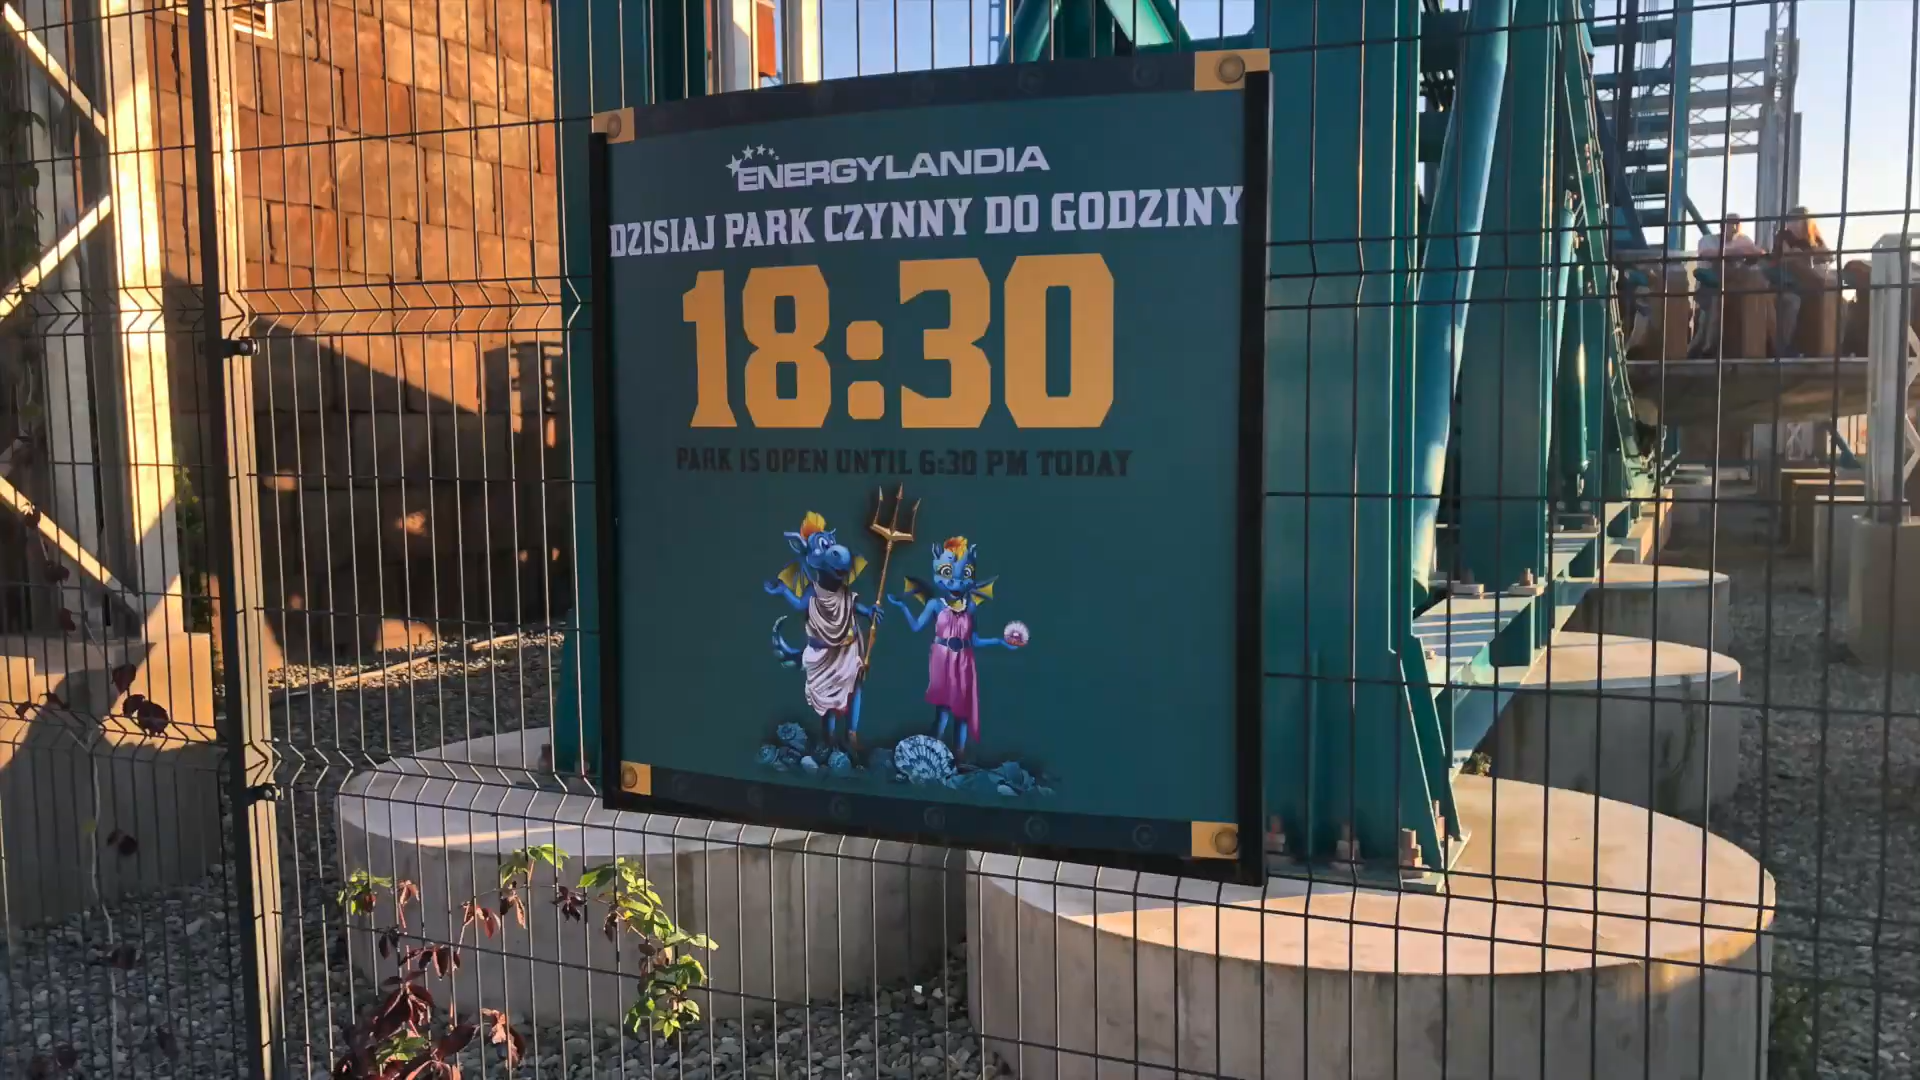 ENERGYLANDIA
DZISIAJ PARK CZYNNY DO GODZINY
18:30
PARK IS OPEN UNTIL 6:30 PM TODAY